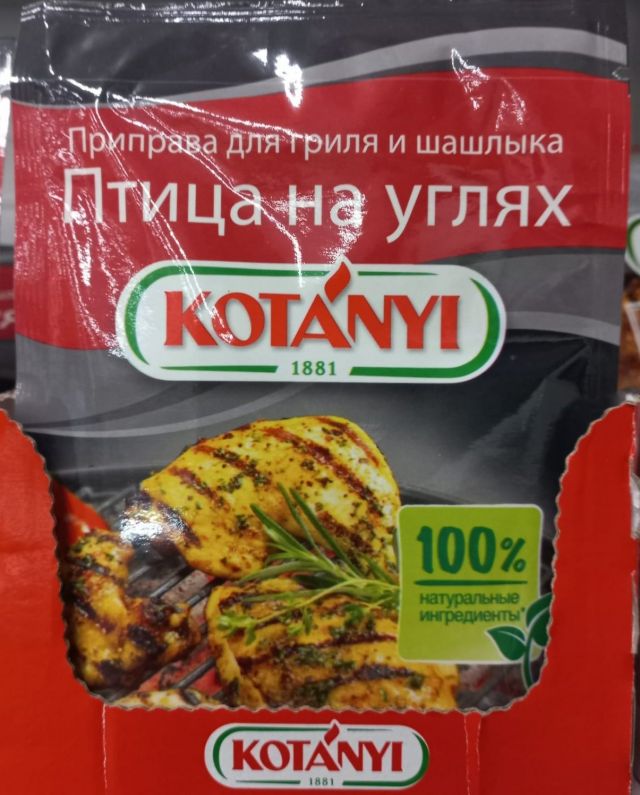 Приправа для гриля и шашлыка
Птица на углях
KOTÁNYI
1881
100%
натуральные
ингредиенты*
KOTÁNYI
1881